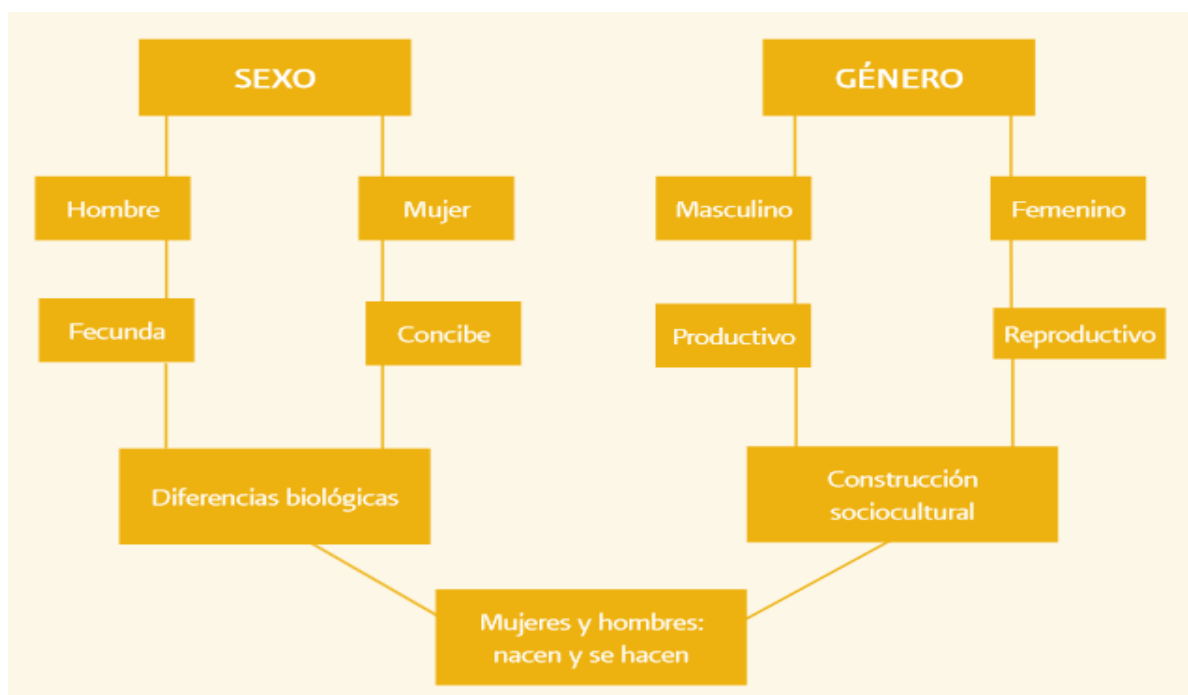 SEXO
GÉNERO
Hombre
Mujer
Masculino
Femenino
Fecunda
Concibe
Productivo
Reproductivo
Diferencias biológicas
Construcción
sociocultural
Mujeres y hombres:
nacen y se hacen